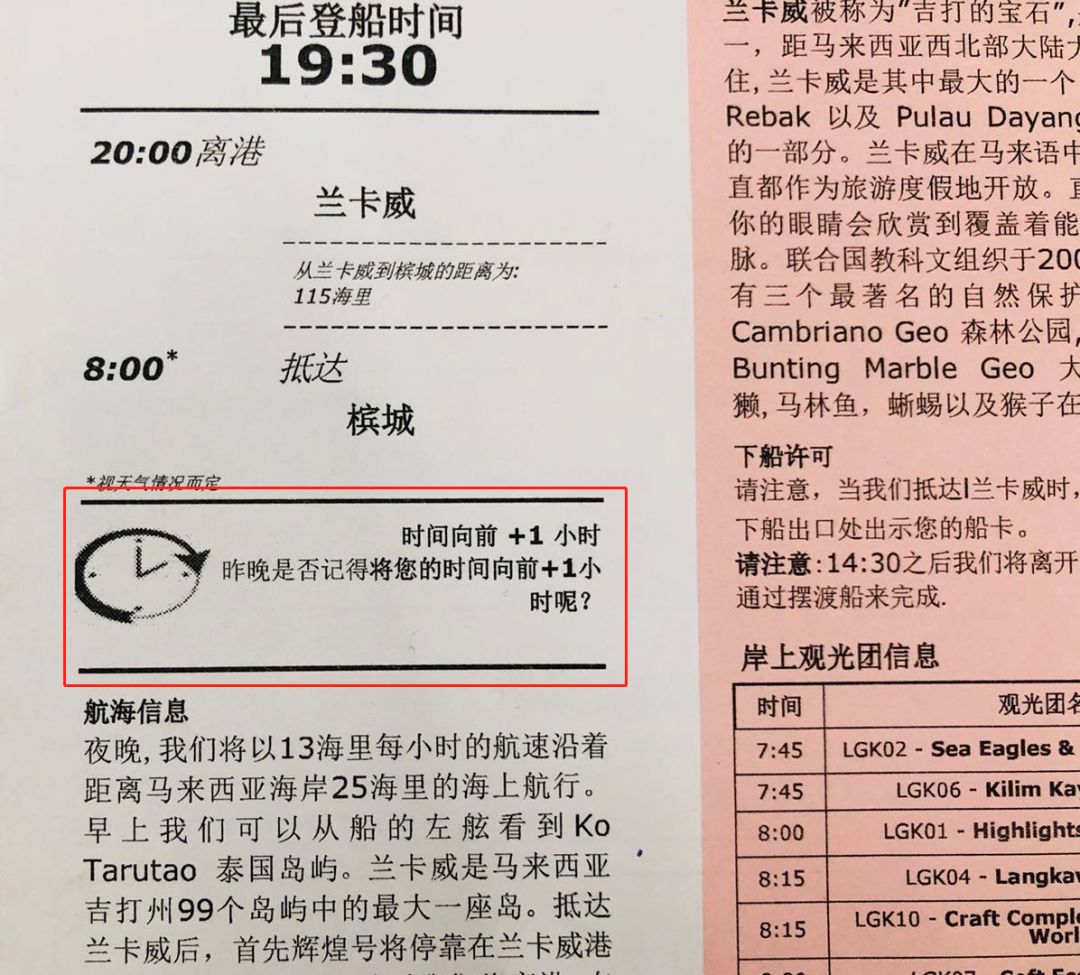 最后登船时间
19:30
20:00离港
兰卡威
从兰卡威到槟城的距离为:
115海里
8:00* 抵达
槟城
*视天气情况而定
时间向前 +1 小时
昨晚是否记得将您的时间向前+1小
时呢?
航海信息
夜晚,我们将以13海里每小时的航速沿着
距离马来西亚海岸25海里的海上航行。
早上我们可以从船的左舷看到Ko
Tarutao 泰国岛屿。兰卡威是马来西亚
吉打州99个岛屿中的最大一座岛。抵达
兰卡威后，首先辉煌号将停靠在兰卡威港
兰卡威被称为"吉打的宝石",
一，距马来西亚西北部大陆
住,兰卡威是其中最大的一个
Rebak 以及 Pulau Dayang
的一部分。兰卡威在马来语中
直都作为旅游度假地开放。
你的眼睛会欣赏到覆盖着能
脉。联合国教科文组织于200
有三个最著名的自然保护
Cambriano Geo 森林公园,
Bunting Marble Geo 大
獭,马林鱼，蜥蜴以及猴子在
下船许可
请注意，当我们抵达l兰卡威时,
下船出口处出示您的船卡。
请注意:14:30之后我们将离开
通过摆渡船来完成.
岸上观光团信息
时间 观光团名
7:45 LGK02 - Sea Eagles &
7:45 LGK06 - Kilim Kay
8:00 LGK01 - Highlights
8:15 LGK04 - Langkaw
8:15 LGK10 - Craft Comple
Worl